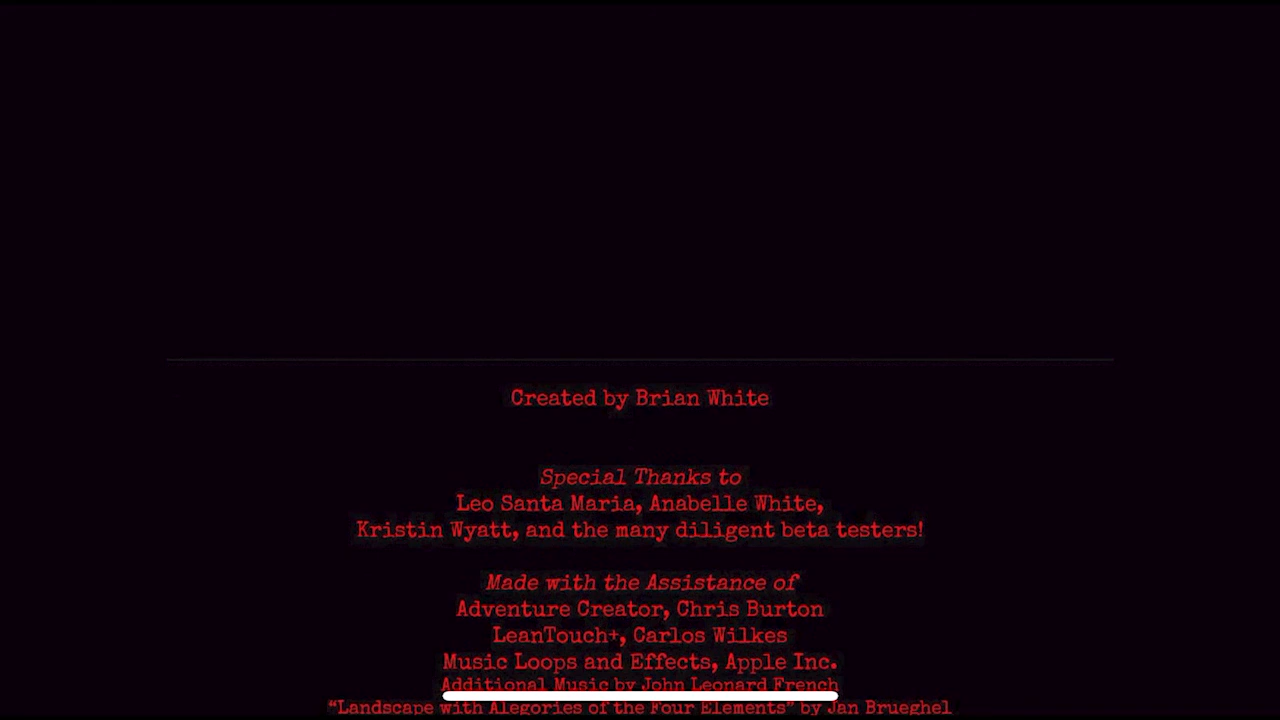 Created by Brian White
Special Thanks to
Leo Santa Maria, Anabelle White,
Kristin Wyatt, and the many diligent beta testers!
Made with the Assistance of
Adventure Creator, Chris Burton
LeanTouch+, Carlos Wilkes
Music Loops and Effects, Apple Inc.
Additional Music by John Leonard French
“Landscape with Alegories of the Four Elements” by Jan Brueghel